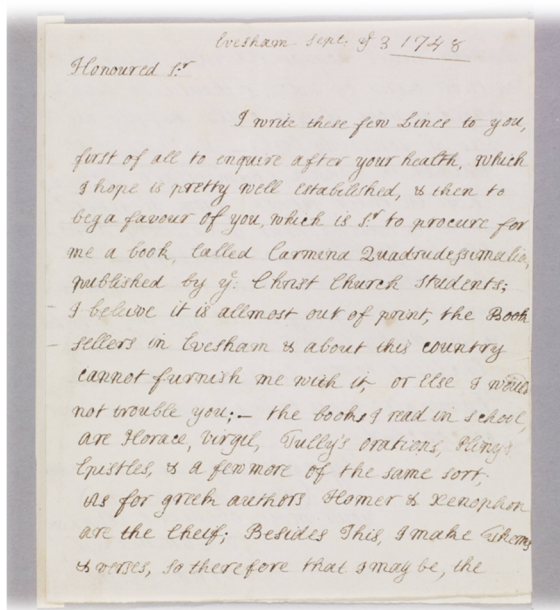 Evesham Sept. ye 3 1748
Honoured Sr
I write these few Lines to you,
first of all to enquire after your health, which
I hope is pretty well established, & then to
beg a favour of you, which is Sr to procure for
me a book, Called Carmina Quadrudessimalia,
published by ye Christ Church Students;
I beleive it is allmost out of print, the Book
sellers in Evesham & about this country
cannot furnish me with it, or Else I would
not trouble you;- the books I read in school,
are Horace, Virgil, Tully's orations, Pliny's
Epistles, & a few more of the same sort,
As for greek authors Homer & Xenophon
are the Cheif; Besides This, I make Thems
& verses, so therefore that I may be, the